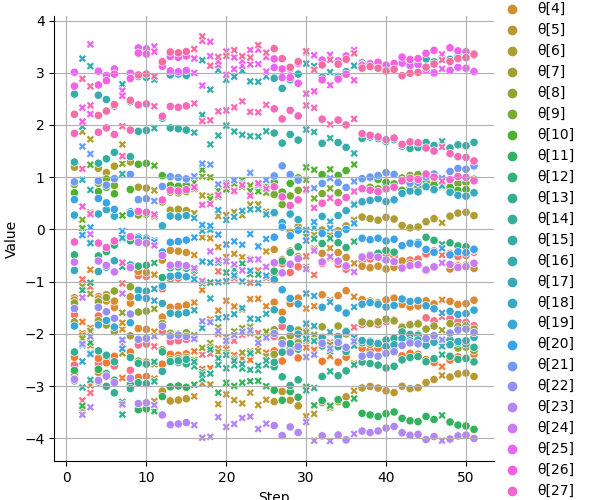 4
3
2
1
0
−1
−2
−3
−4
Value
0 10 20 30 40 50
Step
θ[4]
θ[5]
θ[6]
θ[7]
θ[8]
θ[9]
θ[10]
θ[11]
θ[12]
θ[13]
θ[14]
θ[15]
θ[16]
θ[17]
θ[18]
θ[19]
θ[20]
θ[21]
θ[22]
θ[23]
θ[24]
θ[25]
θ[26]
θ[27]